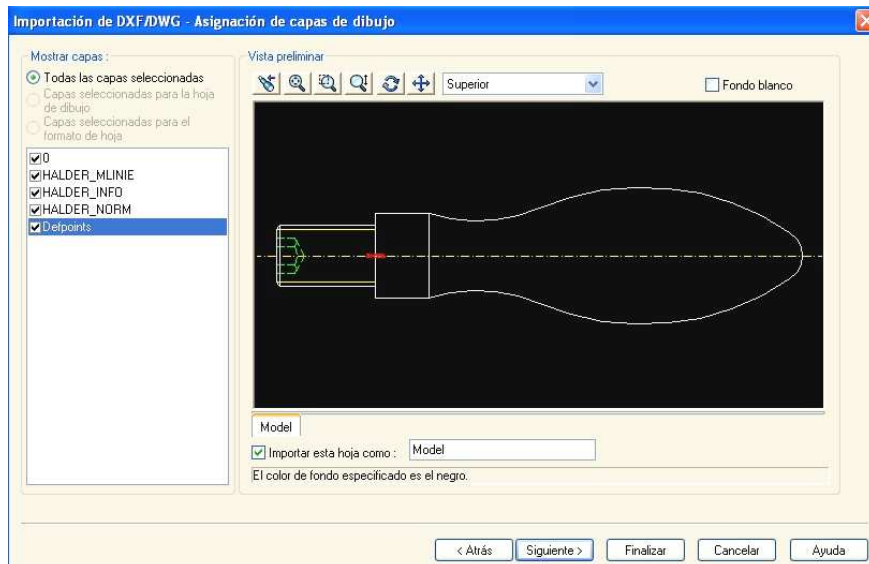 Importación de DXF/DWG - Asignación de capas de dibujo
Mostrar capas :
Todas las capas seleccionadas
Capas seleccionadas para la hoja
de dibujo
Capas seleccionadas para el
formato de hoja
0
HALDER_MLINIE
HALDER_INFO
HALDER_NORM
Defpoints
Vista preliminar
Superior
Fondo blanco
Model
Importar esta hoja como :
Model
El color de fondo especificado es el negro.
< Atrás
Siguiente >
Finalizar
Cancelar
Ayuda